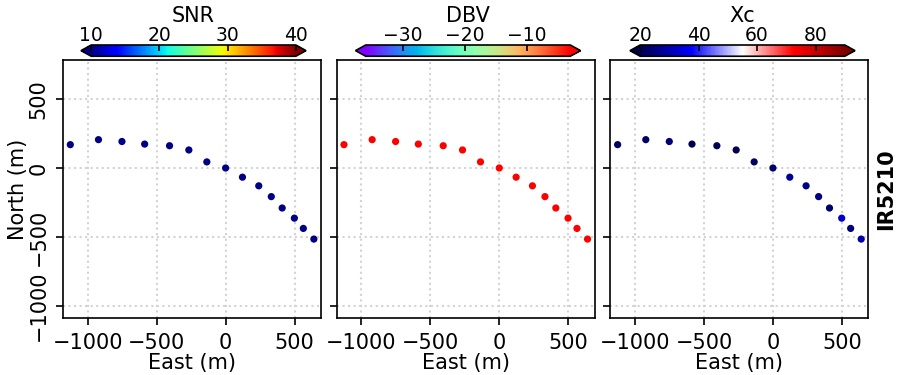 SNR DBV Xc
10 20 30 40 −30 −20 −10 20 40 60 80
North (m)
500
0
−500
−1000
−1000 −500 0 500 −1000 −500 0 500 −1000 −500 0 500
East (m) East (m) East (m)
IR5210